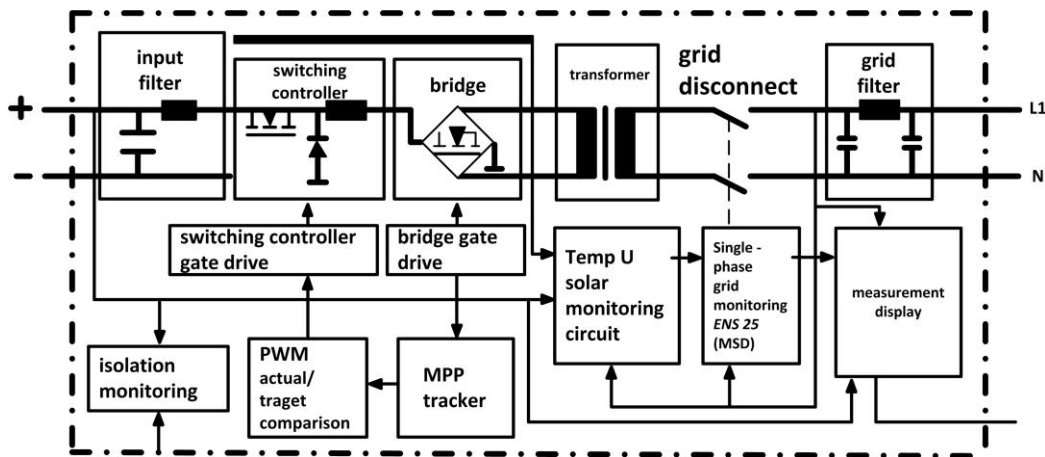 input
filter
switching
controller
bridge
transformer
grid
disconnect
grid
filter
+
-
L1
N
switching controller
gate drive
bridge gate
drive
Temp U
solar
monitoring
circuit
Single -
phase
grid
monitoring
ENS 25
(MSD)
measurement
display
isolation
monitoring
PWM
actual/
traget
comparison
MPP
tracker